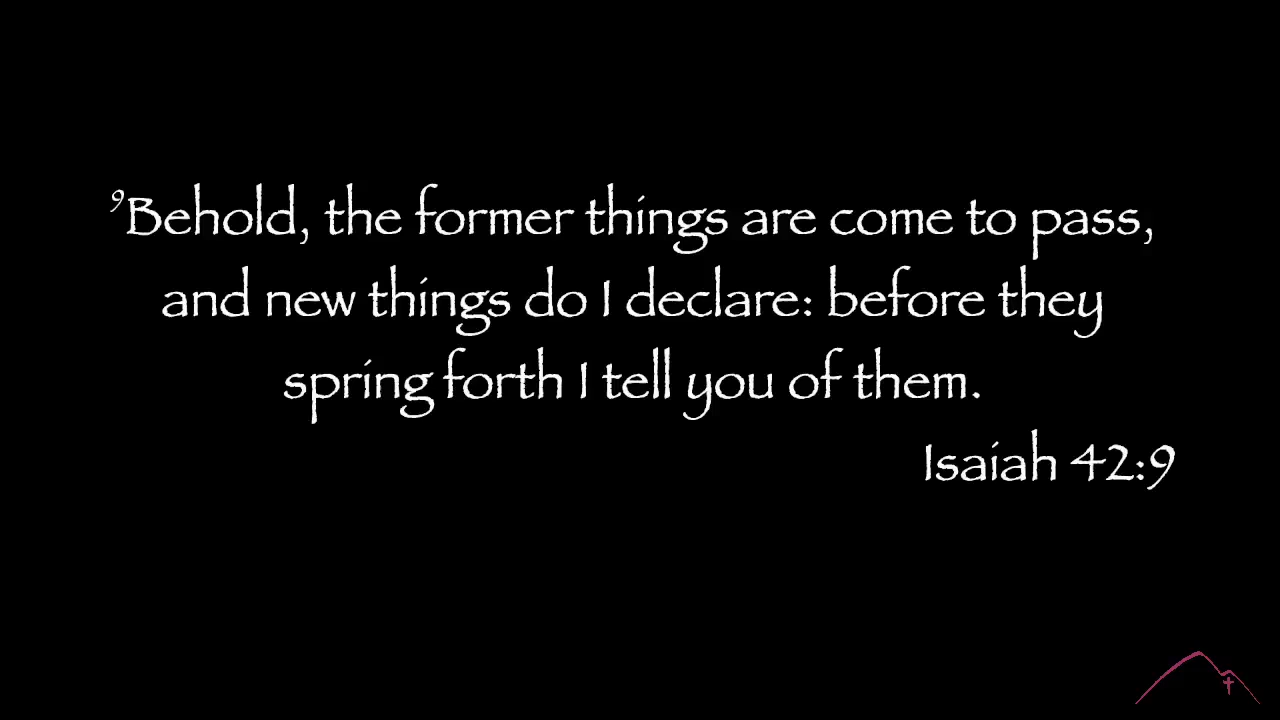 ⁹Behold, the former things are come to pass,
and new things do I declare: before they
spring forth I tell you of them.
Isaiah 42:9